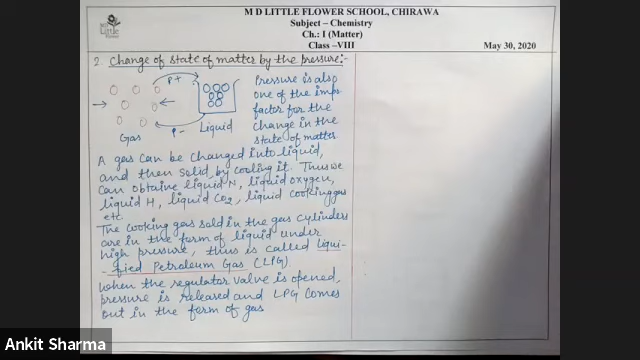 M D LITTLE FLOWER SCHOOL, CHIRAWA
Subject – Chemistry
Ch.: I (Matter)
Class –VIII
May 30, 2020
2. Change of state of matter by the pressure:-
P+
P-
Gas
Liquid
Pressure is also
one of the imp.
factor for the
change in the
state of matter
A gas can be changed into liquid,
and then solid by cooling it. Thus we
can obtaine liquid N, liquid oxygen,
liquid H, liquid CO2, liquid cooking gas
etc.
The cooking gas sold in the gas cylinders
are in the form of liquid under
high pressure, thus is called Liqui-
-fied Petroleum Gas (LPG).
When the regulator valve is opened,
pressure is released and LPG comes
out in the form of gas
Ankit Sharma